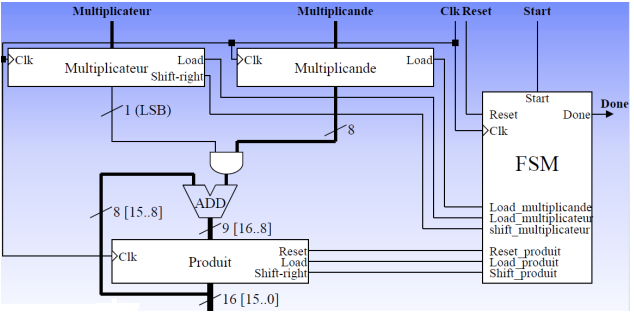 Multiplicateur Multiplicande Clk Reset
Clk Multiplicateur Load Shift-right
Clk Multiplicande Load
Start
Start
Reset Done
Done
Clk
FSM
1 (LSB)
8
ADD
8 [15..8]
9 [16..8]
Load_multiplicande
Load_multiplicateur
shift_multiplicateur
Reset_produit
Load_produit
Shift_produit
Clk Produit Reset
Load
Shift-right
16 [15..0]